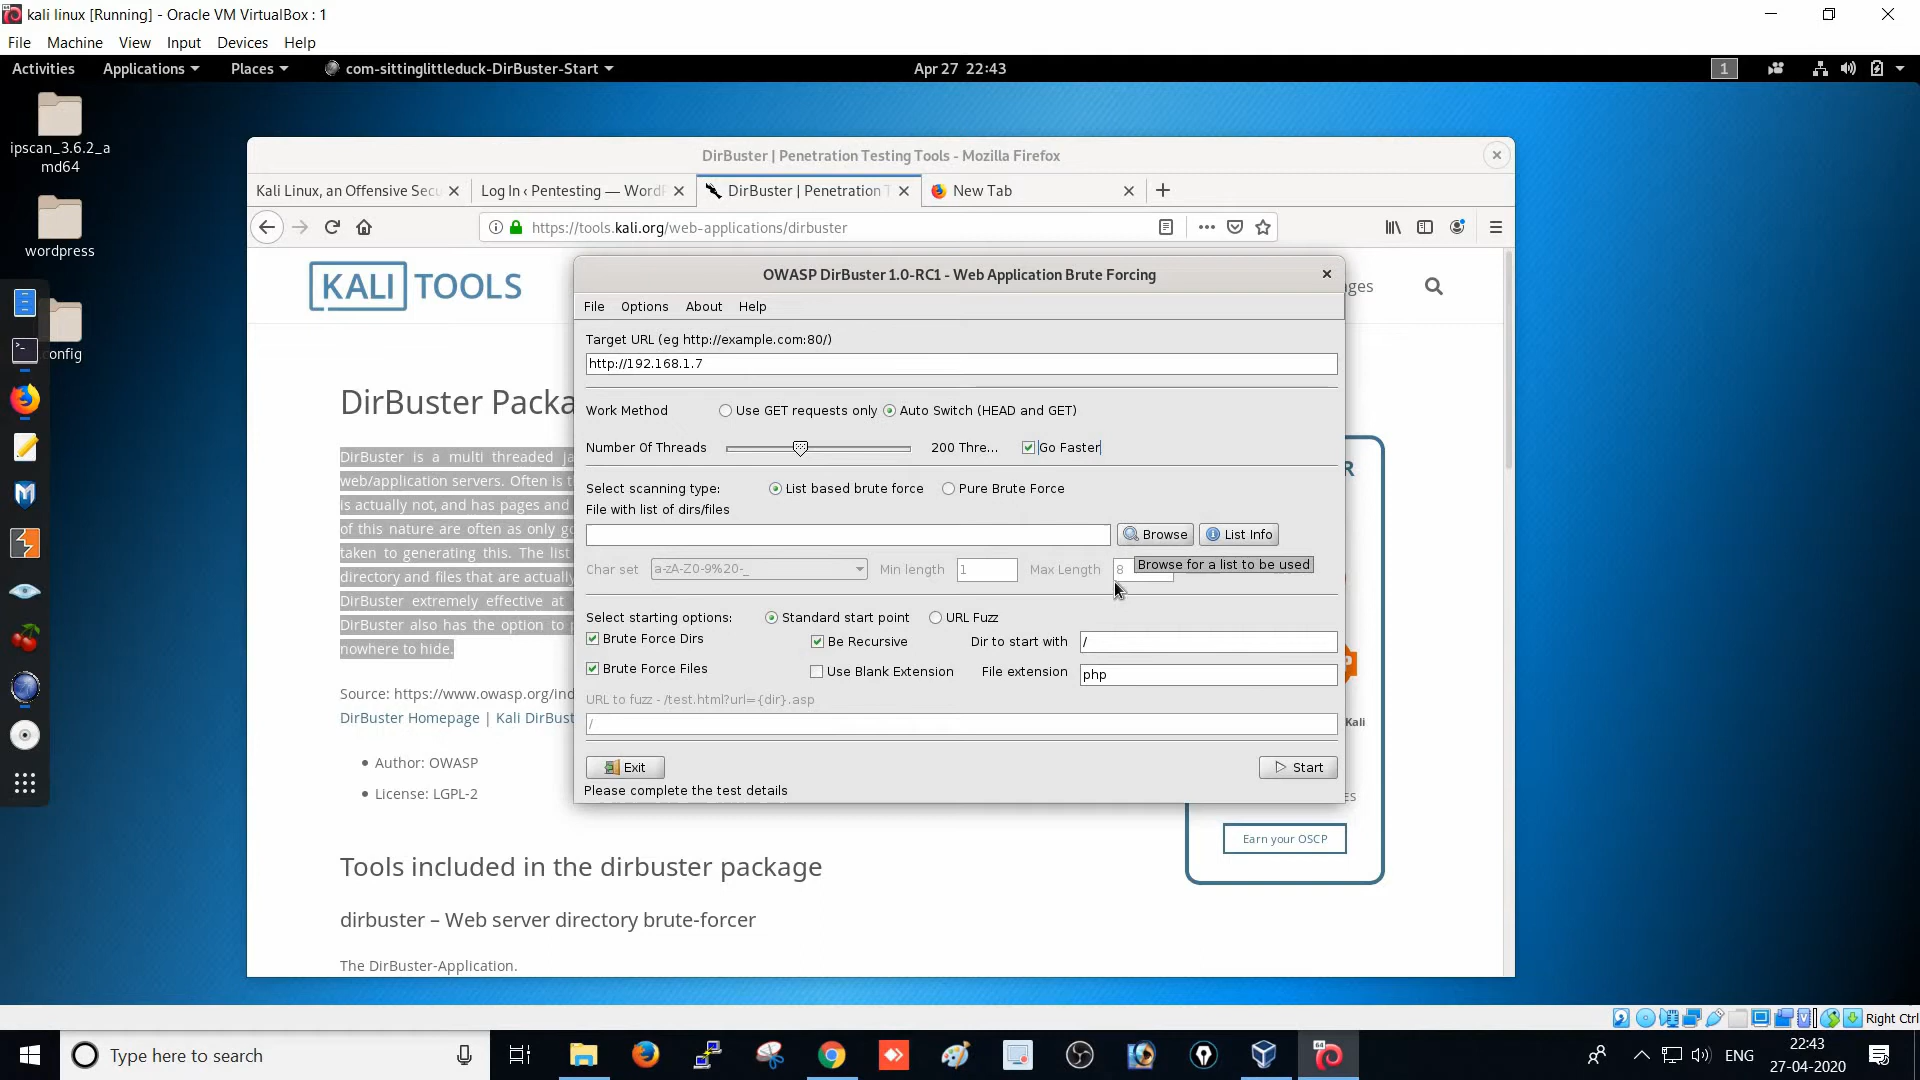 kali linux [Running] - Oracle VM VirtualBox : 1
File Machine View Input Devices Help
Activities Applications Places com-sittinglittleduck-DirBuster-Start Apr 27 22:43 1
ipscan_3.6.2_a
md64
wordpress
config
DirBuster | Penetration Testing Tools - Mozilla Firefox
Kali Linux, an Offensive Secu Log In ‹ Pentesting — WordP DirBuster | Penetration T New Tab
https://tools.kali.org/web-applications/dirbuster
KALI TOOLS
ges
OWASP DirBuster 1.0-RC1 - Web Application Brute Forcing
File Options About Help
Target URL (eg http://example.com:80/)
http://192.168.1.7
Work Method Use GET requests only Auto Switch (HEAD and GET)
Number Of Threads 200 Thre... Go Faster
Select scanning type: List based brute force Pure Brute Force
File with list of dirs/files
Browse List Info
Char set a-zA-Z0-9%20-_ Min length 1 Max Length 8
Browse for a list to be used
Select starting options: Standard start point URL Fuzz
Brute Force Dirs Be Recursive Dir to start with /
Brute Force Files Use Blank Extension File extension php
URL to fuzz - /test.html?url={dir}.asp
/
Exit Start
Please complete the test details
DirBuster Packa
DirBuster is a multi threaded ja
web/application servers. Often is t
is actually not, and has pages and
of this nature are often as only go
taken to generating this. The list
directory and files that are actually
DirBuster extremely effective at
DirBuster also has the option to p
nowhere to hide.
Source: https://www.owasp.org/ind
DirBuster Homepage | Kali DirBust
Author: OWASP
License: LGPL-2
R
Kali
ES
Earn your OSCP
Tools included in the dirbuster package
dirbuster – Web server directory brute-forcer
The DirBuster-Application.
Right Ctrl
Type here to search
ENG
22:43
27-04-2020